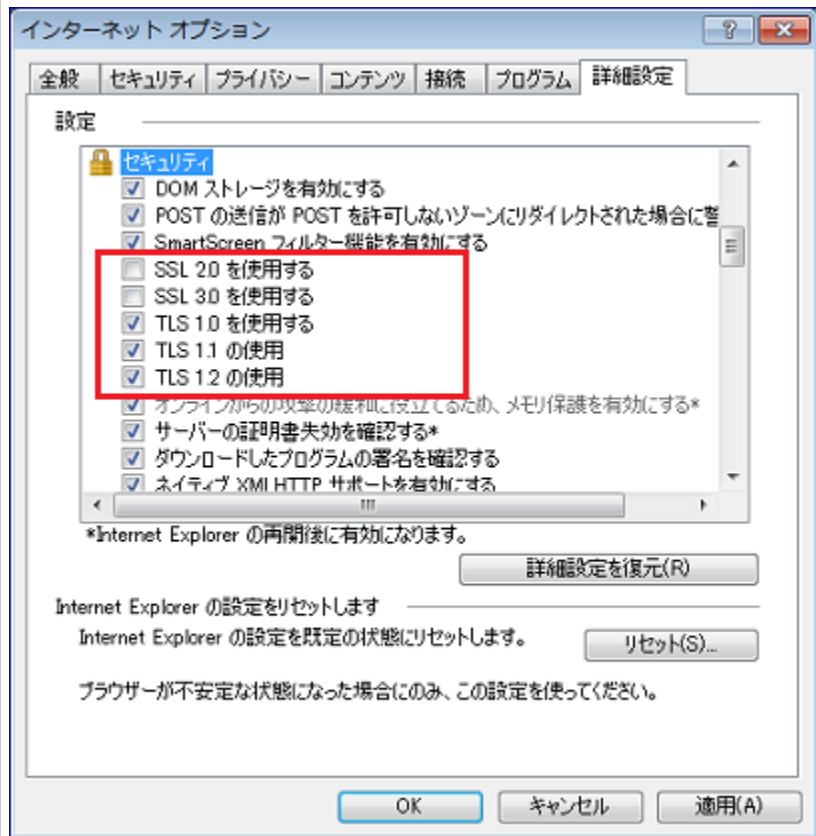 インターネット オプション
全般 セキュリティ プライバシー コンテンツ 接続 プログラム 詳細設定
設定
セキュリティ
DOM ストレージを有効にする
POST の送信が POST を許可しないゾーンにリダイレクトされた場合に警
SmartScreen フィルター機能を有効にする
SSL 2.0 を使用する
SSL 3.0 を使用する
TLS 1.0 を使用する
TLS 1.1 の使用
TLS 1.2 の使用
オンラインからの攻撃の緩和に役立てるため、メモリ保護を有効にする*
サーバーの証明書失効を確認する*
ダウンロードしたプログラムの署名を確認する
ネイティブ XMLHTTP サポートを有効にする
*Internet Explorer の再開後に有効になります。
詳細設定を復元(R)
Internet Explorer の設定をリセットします
Internet Explorer の設定を既定の状態にリセットします。
リセット(S)...
ブラウザーが不安定な状態になった場合にのみ、この設定を使ってください。
OK キャンセル 適用(A)